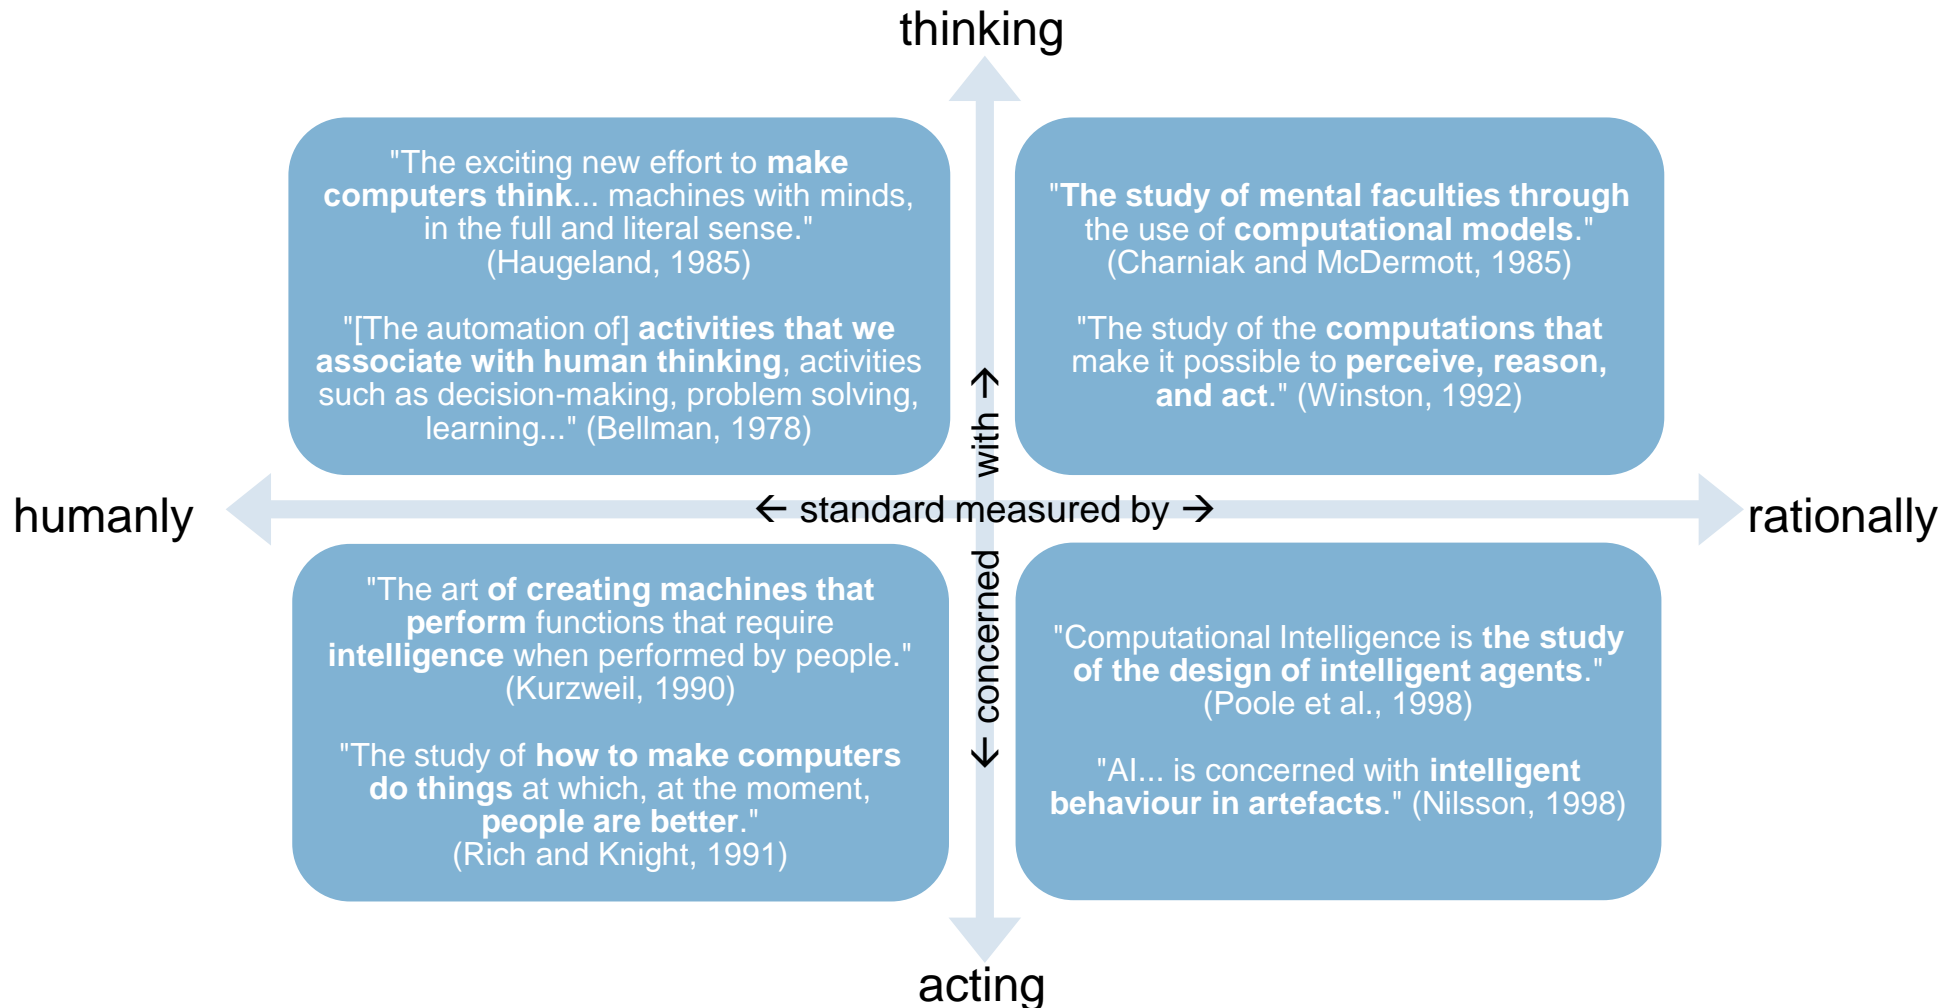 thinking
"The exciting new effort to make
computers think... machines with minds,
in the full and literal sense."
(Haugeland, 1985)
"[The automation of] activities that we
associate with human thinking, activities
such as decision-making, problem solving,
learning..." (Bellman, 1978)
"The study of mental faculties through
the use of computational models."
(Charniak and McDermott, 1985)
"The study of the computations that
make it possible to perceive, reason,
and act." (Winston, 1992)
humanly
← standard measured by →
rationally
← concerned with →
"The art of creating machines that
perform functions that require
intelligence when performed by people."
(Kurzweil, 1990)
"The study of how to make computers
do things at which, at the moment,
people are better."
(Rich and Knight, 1991)
"Computational Intelligence is the study
of the design of intelligent agents."
(Poole et al., 1998)
"AI... is concerned with intelligent
behaviour in artefacts." (Nilsson, 1998)
acting